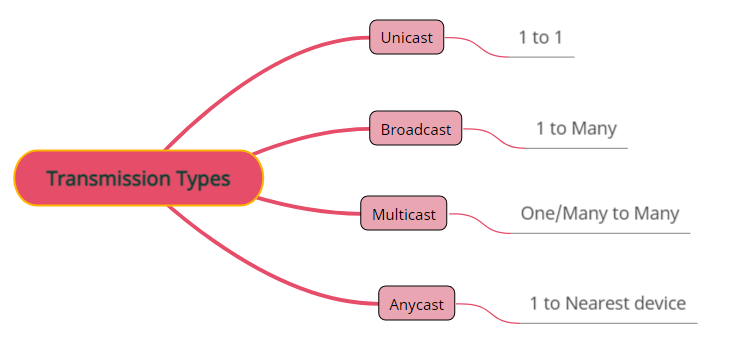 Transmission Types
Unicast
1 to 1
Broadcast
1 to Many
Multicast
One/Many to Many
Anycast
1 to Nearest device